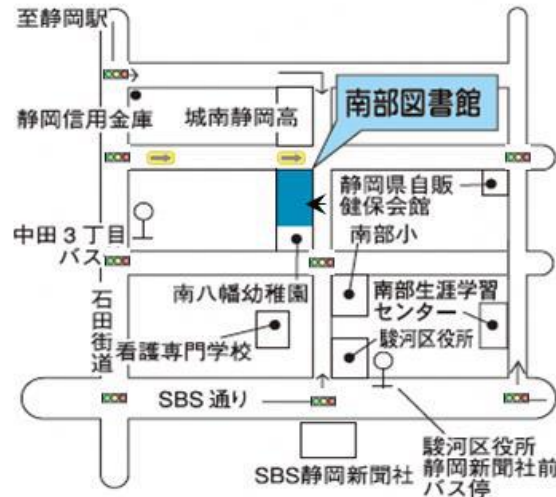 至静岡駅
静岡信用金庫
城南静岡高
南部図書館
静岡県自販
健保会館
中田3丁目
バス
南部小
石田街道
南八幡幼稚園
南部生涯学習
センター
看護専門学校
駿河区役所
SBS通り
SBS静岡新聞社
駿河区役所
静岡新聞社前
バス停